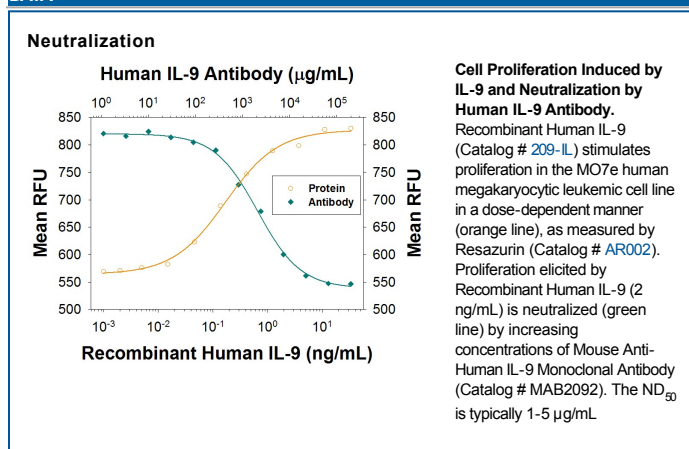 Neutralization
Human IL-9 Antibody (μg/mL)
10⁰ 10¹ 10² 10³ 10⁴ 10⁵
850 850
800 800
750 750
700 700
650 650
600 600
550 550
500 500
Mean RFU
Mean RFU
Protein
Antibody
10⁻³ 10⁻² 10⁻¹ 10⁰ 10¹
Recombinant Human IL-9 (ng/mL)
Cell Proliferation Induced by
IL-9 and Neutralization by
Human IL-9 Antibody.
Recombinant Human IL-9
(Catalog # 209-IL) stimulates
proliferation in the MO7e human
megakaryocytic leukemic cell line
in a dose-dependent manner
(orange line), as measured by
Resazurin (Catalog # AR002).
Proliferation elicited by
Recombinant Human IL-9 (2
ng/mL) is neutralized (green
line) by increasing
concentrations of Mouse Anti-
Human IL-9 Monoclonal Antibody
(Catalog # MAB2092). The ND₅₀
is typically 1-5 μg/mL